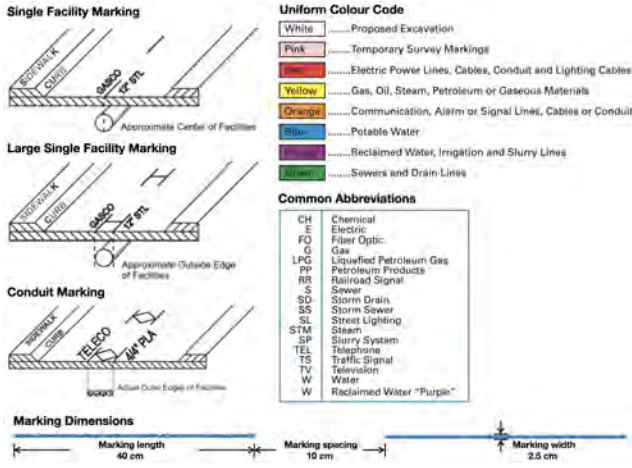 Single Facility Marking
SIDEWALK
CURB
GASCO
12" STL
Approximate Center of Facilities
Large Single Facility Marking
SIDEWALK
CURB
GASCO
12" STL
Approximate Outside Edge
of Facilities
Conduit Marking
SIDEWALK
CURB
TELECO
4/4" PLA
Actual Outer Edges of Facilities
Uniform Colour Code
White ........Proposed Excavation
Pink ........Temporary Survey Markings
Red ........Electric Power Lines, Cables, Conduit and Lighting Cables
Yellow ........Gas, Oil, Steam, Petroleum or Gaseous Materials
Orange ........Communication, Alarm or Signal Lines, Cables or Conduit
Blue ........Potable Water
Purple ........Reclaimed Water, Irrigation and Slurry Lines
Green ........Sewers and Drain Lines
Common Abbreviations
CH Chemical
E Electric
FO Fiber Optic
G Gas
LPG Liquefied Petroleum Gas
PP Petroleum Products
RR Railroad Signal
S Sewer
SD Storm Drain
SS Storm Sewer
SL Street Lighting
STM Steam
SP Slurry System
TEL Telephone
TS Traffic Signal
TV Television
W Water
W Reclaimed Water "Purple"
Marking Dimensions
Marking length
40 cm
Marking spacing
10 cm
Marking width
2.5 cm